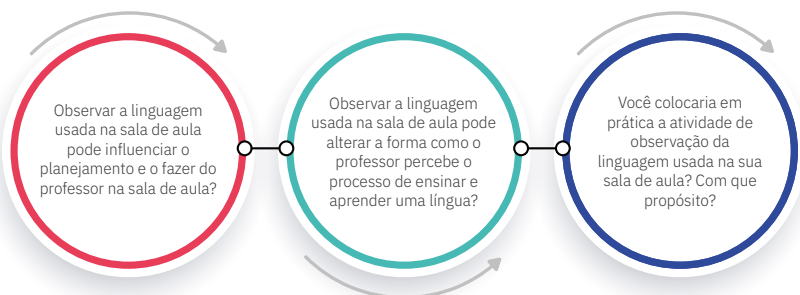 Observar a linguagem
usada na sala de aula
pode influenciar o
planejamento e o fazer do
professor na sala de aula?
Observar a linguagem
usada na sala de aula pode
alterar a forma como o
professor percebe o
processo de ensinar e
aprender uma língua?
Você colocaria em
prática a atividade de
observação da
linguagem usada na sua
sala de aula? Com que
propósito?